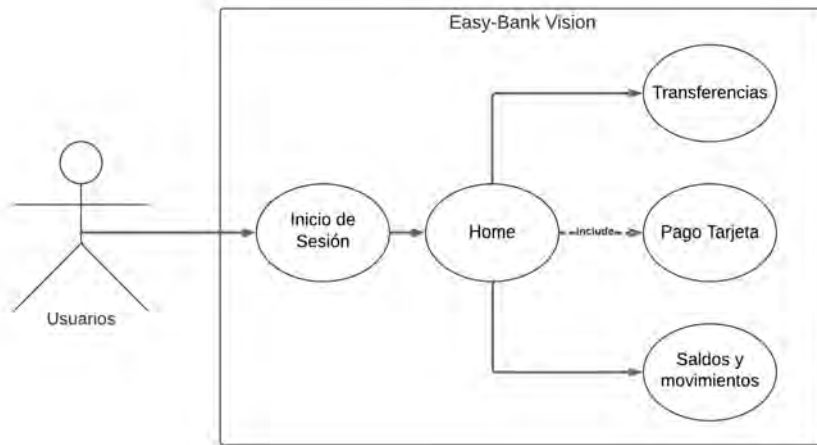 Easy-Bank Vision
Transferencias
Inicio de
Sesión
Home
include
Pago Tarjeta
Usuarios
Saldos y
movimientos